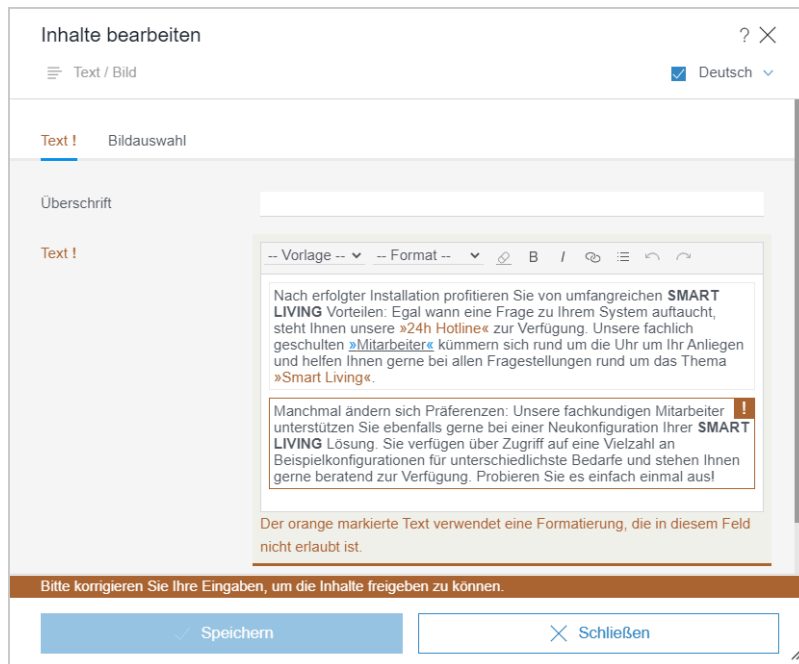 Inhalte bearbeiten ?
Text / Bild Deutsch
Text ! Bildauswahl
Überschrift
Text !
-- Vorlage -- -- Format -- B I
Nach erfolgter Installation profitieren Sie von umfangreichen SMART
LIVING Vorteilen: Egal wann eine Frage zu Ihrem System auftaucht,
steht Ihnen unsere »24h Hotline« zur Verfügung. Unsere fachlich
geschulten »Mitarbeiter« kümmern sich rund um die Uhr um Ihr Anliegen
und helfen Ihnen gerne bei allen Fragestellungen rund um das Thema
»Smart Living«.
Manchmal ändern sich Präferenzen: Unsere fachkundigen Mitarbeiter !
unterstützen Sie ebenfalls gerne bei einer Neukonfiguration Ihrer SMART
LIVING Lösung. Sie verfügen über Zugriff auf eine Vielzahl an
Beispielkonfigurationen für unterschiedlichste Bedarfe und stehen Ihnen
gerne beratend zur Verfügung. Probieren Sie es einfach einmal aus!
Der orange markierte Text verwendet eine Formatierung, die in diesem Feld
nicht erlaubt ist.
Bitte korrigieren Sie Ihre Eingaben, um die Inhalte freigeben zu können.
Speichern Schließen